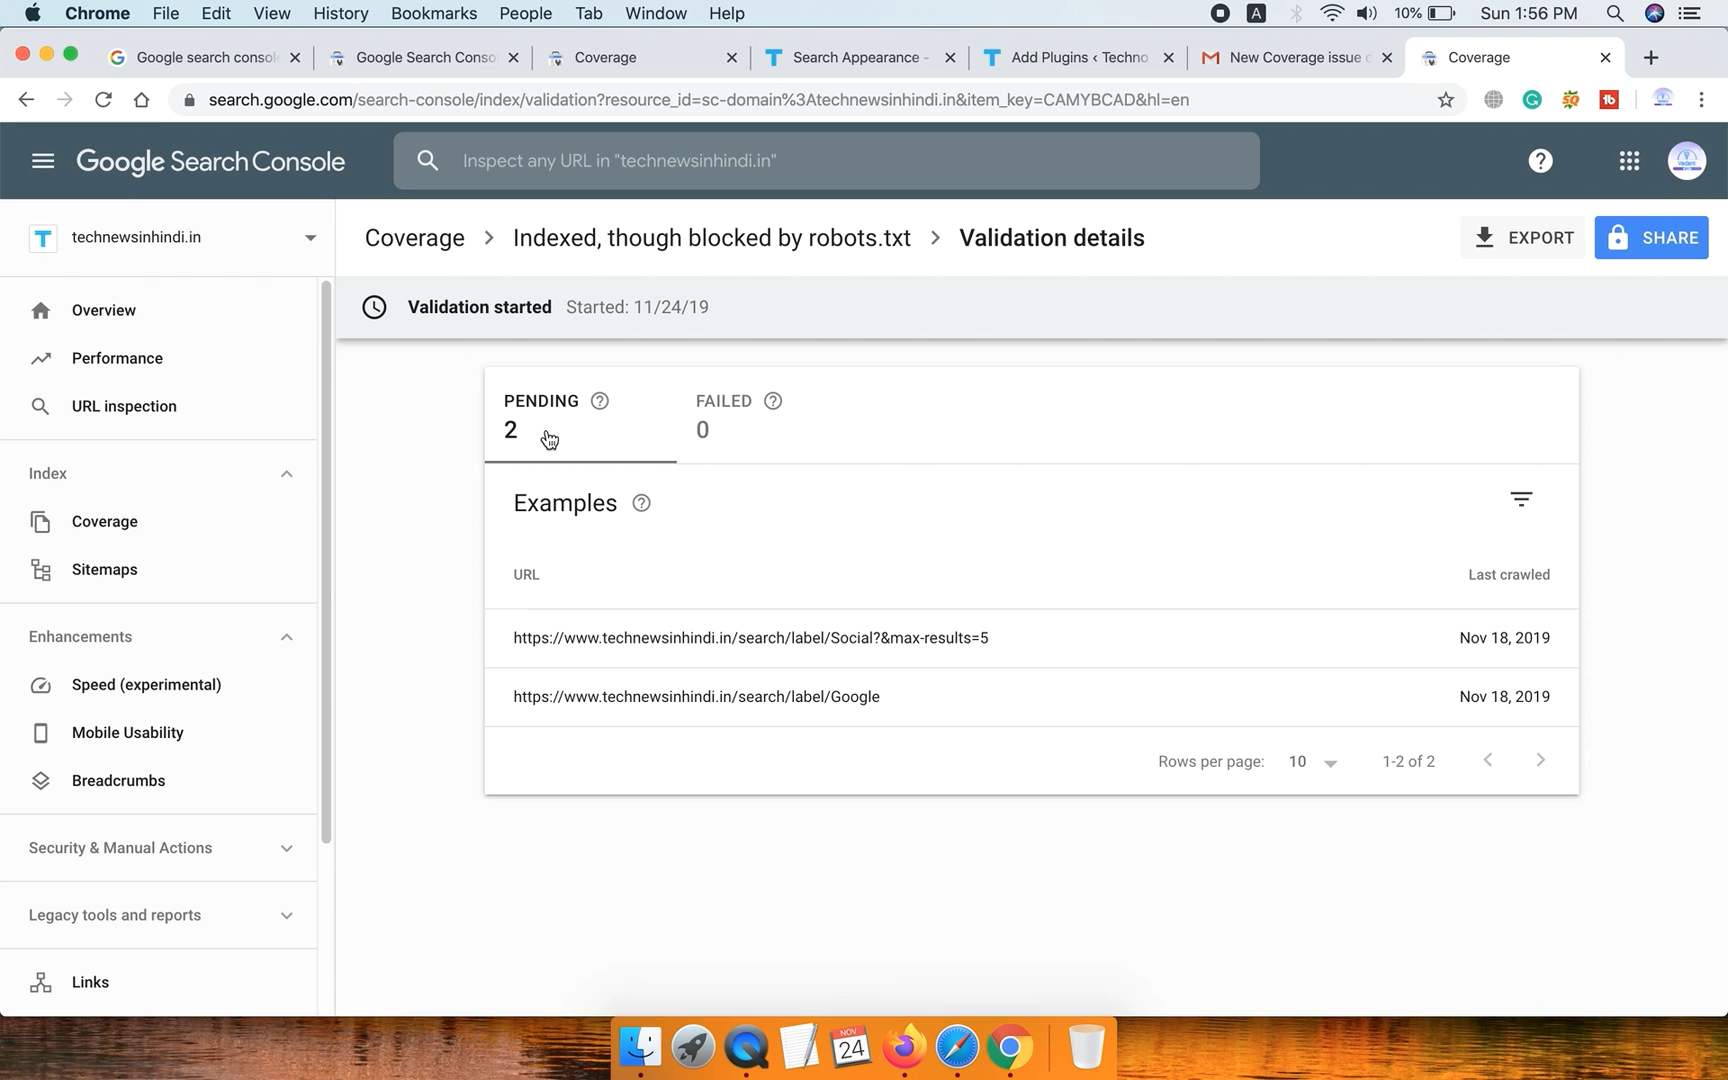 Chrome File Edit View History Bookmarks People Tab Window Help A 10% Sun 1:56 PM
Google search consol Google Search Conso Coverage Search Appearance - Add Plugins ‹ Techno New Coverage issue Coverage
search.google.com/search-console/index/validation?resource_id=sc-domain%3Atechnewsinhindi.in&item_key=CAMYBCAD&hl=en
Google Search Console Inspect any URL in "technewsinhindi.in"
T technewsinhindi.in Coverage > Indexed, though blocked by robots.txt > Validation details EXPORT SHARE
Validation started Started: 11/24/19
Overview
Performance
URL inspection
Index
Coverage
Sitemaps
Enhancements
Speed (experimental)
Mobile Usability
Breadcrumbs
Security & Manual Actions
Legacy tools and reports
Links
PENDING FAILED
2 0
Examples
URL Last crawled
https://www.technewsinhindi.in/search/label/Social?&max-results=5 Nov 18, 2019
https://www.technewsinhindi.in/search/label/Google Nov 18, 2019
Rows per page: 10 1-2 of 2
NOV
24